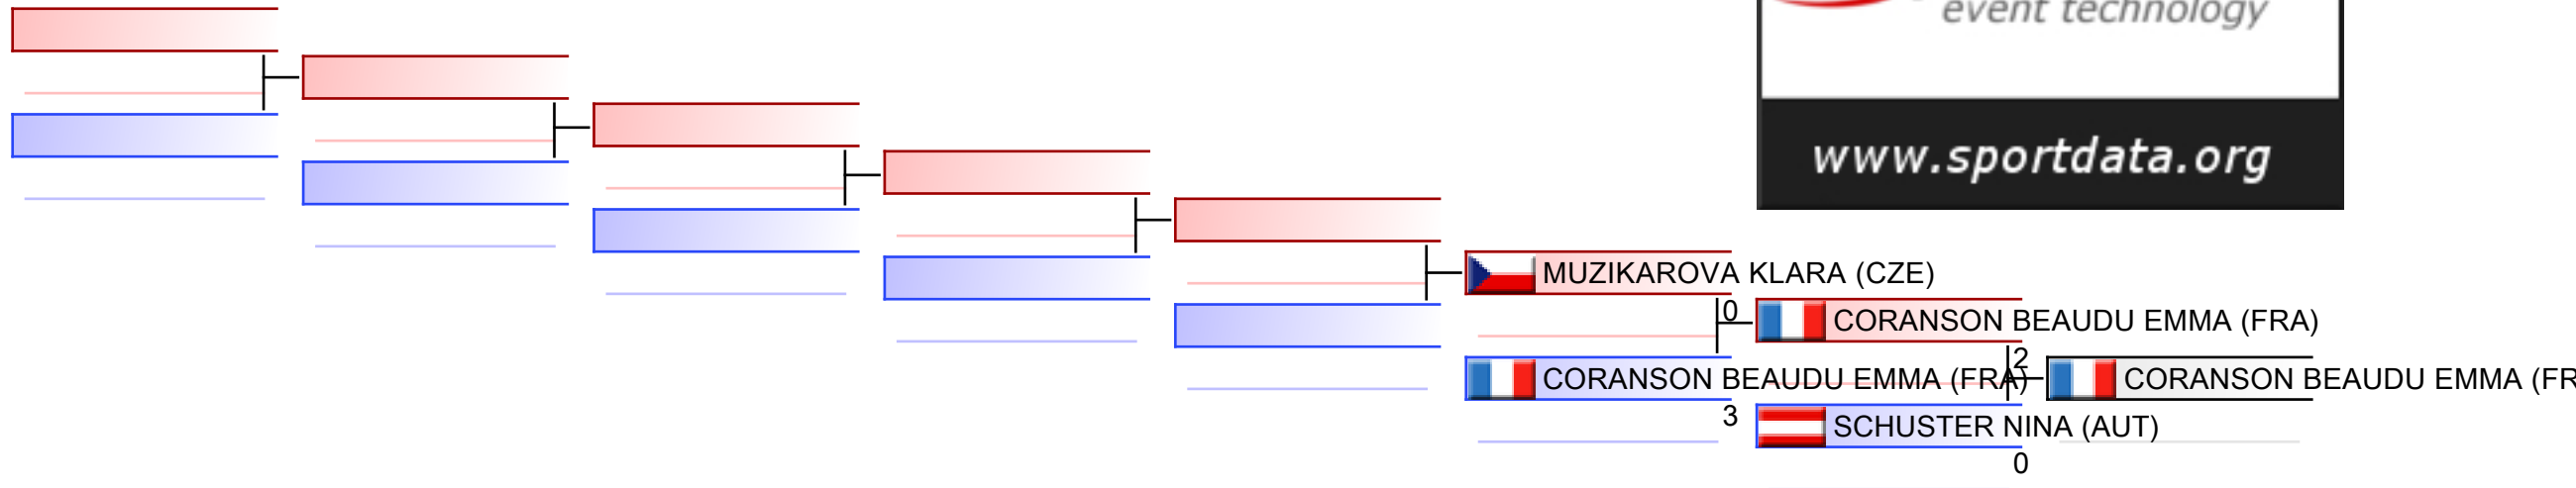 event technology
www.sportdata.org
MUZIKAROVA KLARA (CZE)
0
CORANSON BEAUDU EMMA (FRA)
2
CORANSON BEAUDU EMMA (FRA)
CORANSON BEAUDU EMMA (FR
3
SCHUSTER NINA (AUT)
0